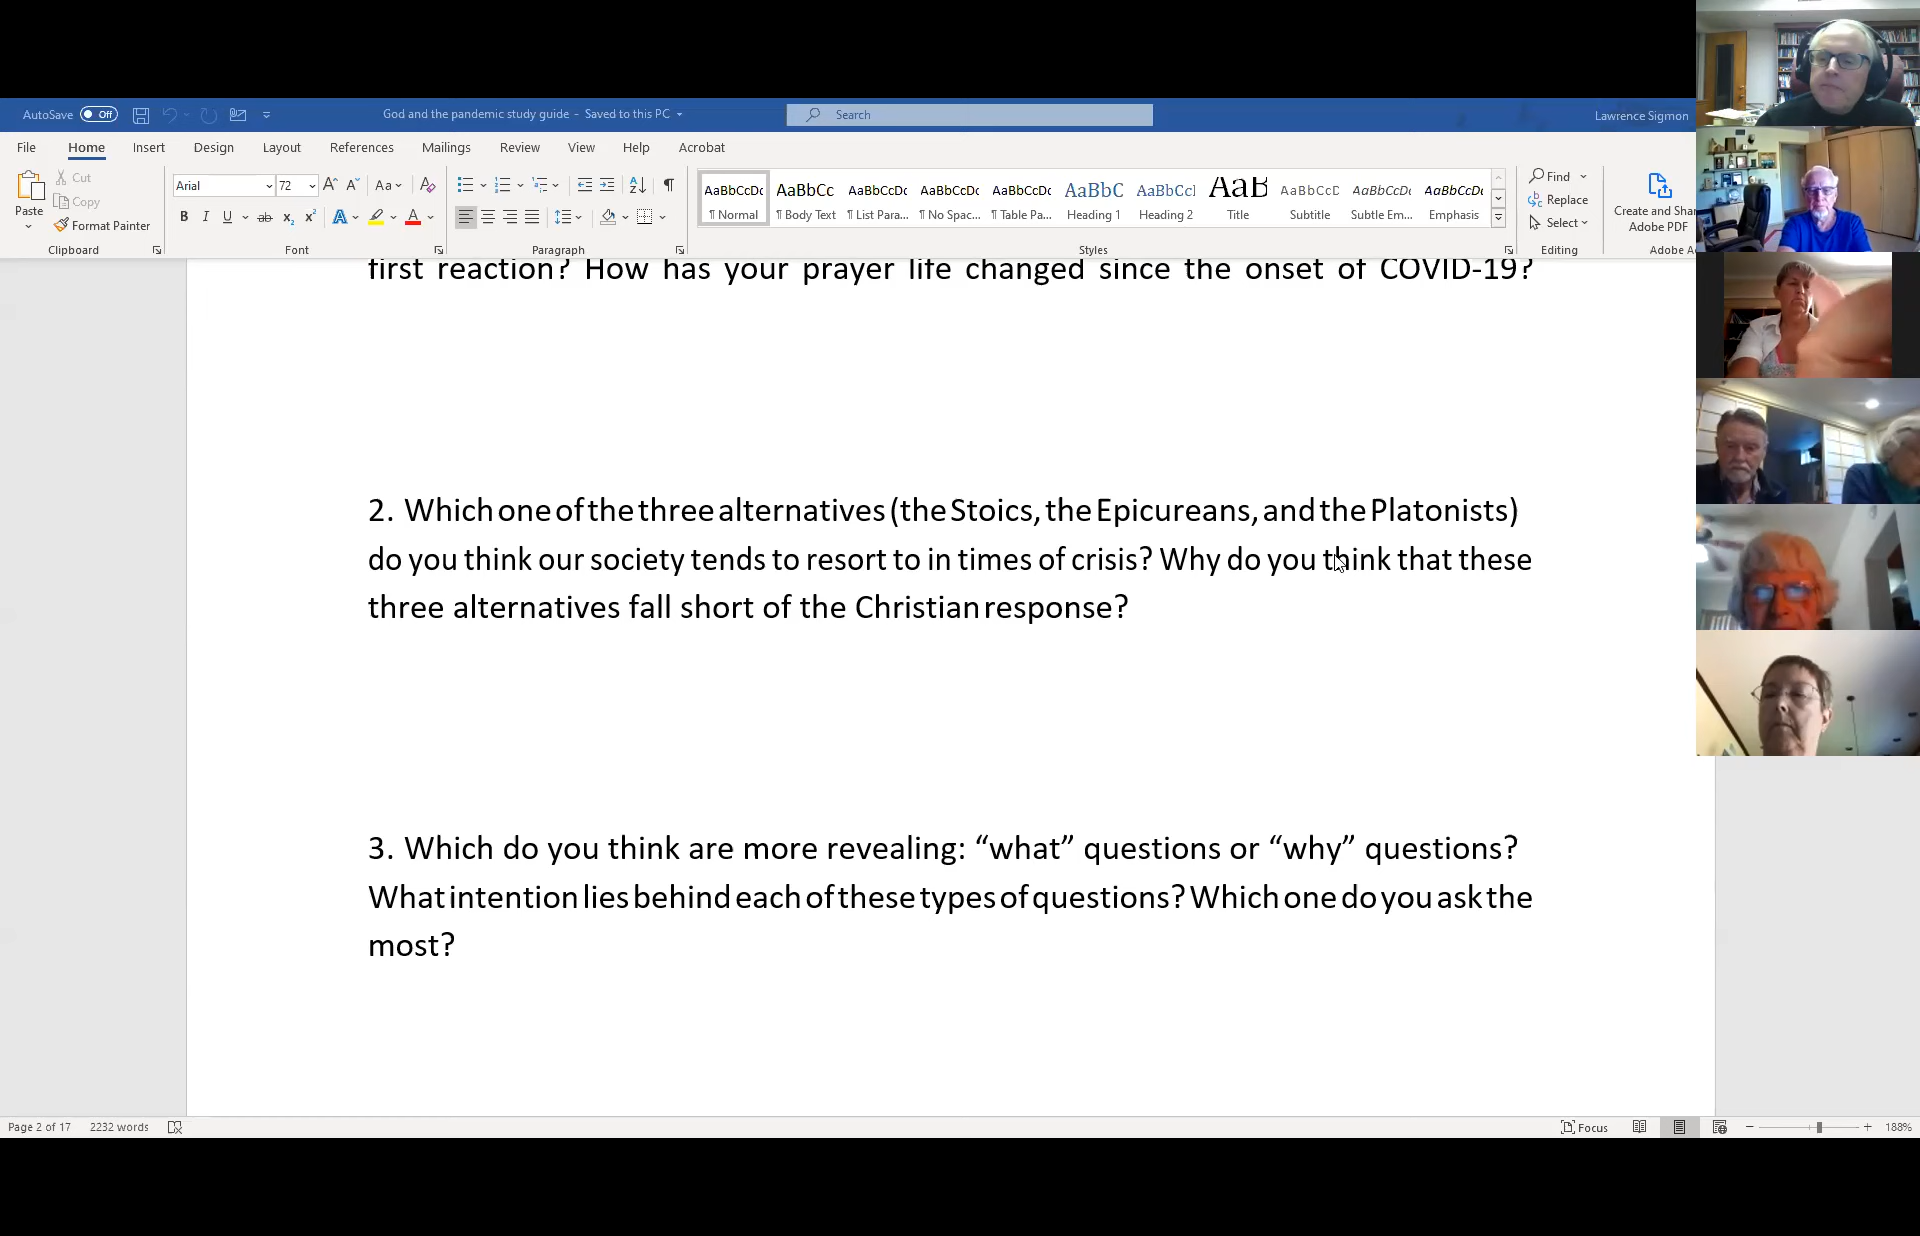 AutoSave Off God and the pandemic study guide - Saved to this PC Search Lawrence Sigmon
File Home Insert Design Layout References Mailings Review View Help Acrobat
Paste
Cut
Copy
Format Painter
Clipboard
Arial 72
Font
Paragraph
AaBbCcDc AaBbCc AaBbCcDc AaBbCcDc AaBbCcDc AaBbC AaBbCcI AaB AaBbCcD AaBbCcDc AaBbCcDc
¶ Normal ¶ Body Text ¶ List Para... ¶ No Spac... ¶ Table Pa... Heading 1 Heading 2 Title Subtitle Subtle Em... Emphasis
Styles
Find
Replace
Select
Editing
Create and Shar
Adobe PDF
Adobe A
first reaction? How has your prayer life changed since the onset of COVID-19?
2. Which one of the three alternatives (the Stoics, the Epicureans, and the Platonists)
do you think our society tends to resort to in times of crisis? Why do you think that these
three alternatives fall short of the Christian response?
3. Which do you think are more revealing: “what” questions or “why” questions?
What intention lies behind each of these types of questions? Which one do you ask the
most?
Page 2 of 17 2232 words Focus 188%